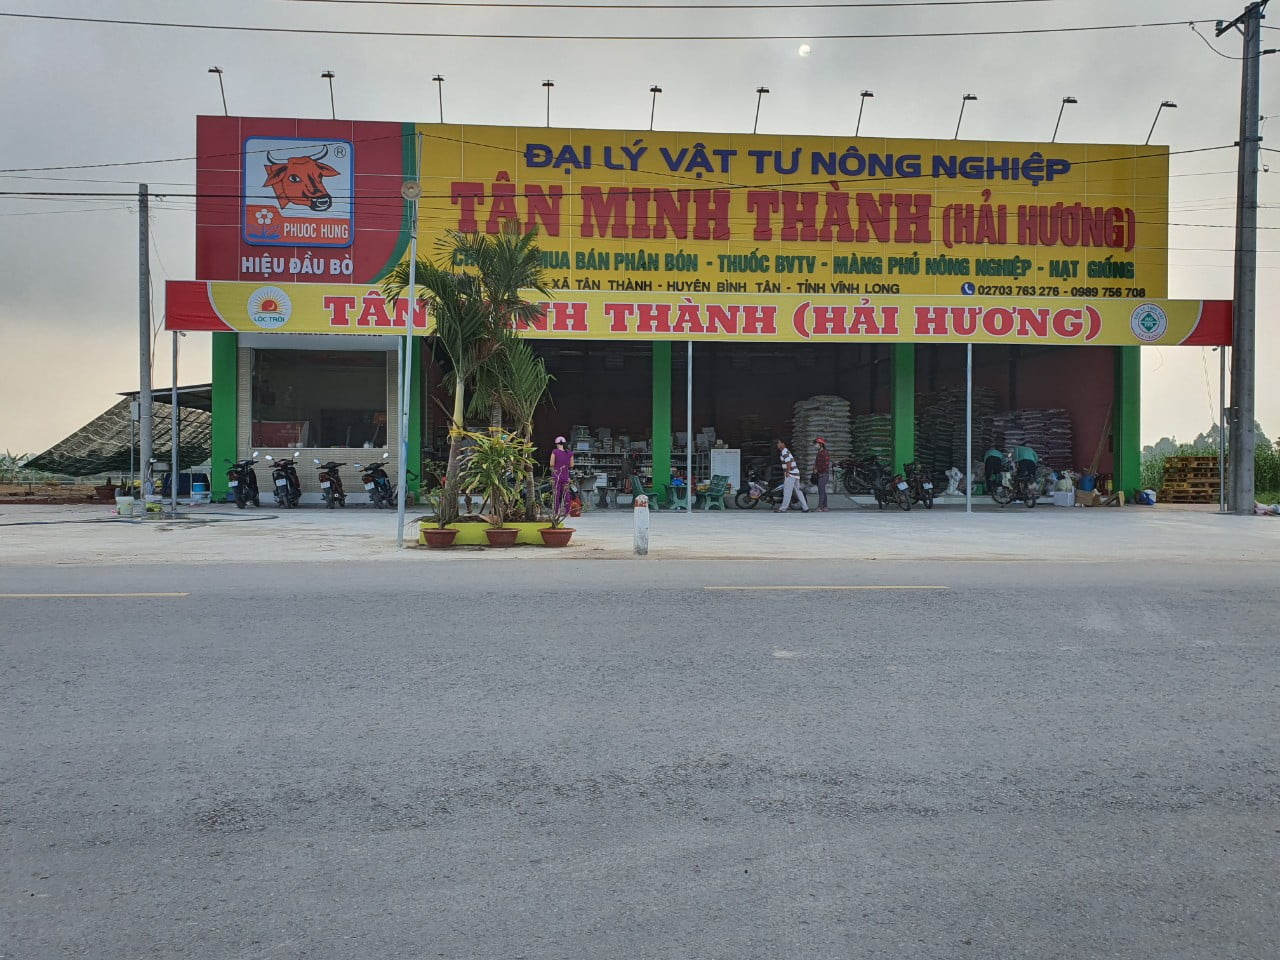 ĐẠI LÝ VẬT TƯ NÔNG NGHIỆP
TÂN MINH THÀNH (HẢI HƯƠNG)
MUA BÁN PHÂN BÓN - THUỐC BVTV - MÀNG PHỦ NÔNG NGHIỆP - HẠT GIỐNG
XÃ TÂN THÀNH - HUYỆN BÌNH TÂN - TỈNH VĨNH LONG
02703 763 276 - 0989 756 708
®
PHUOC HUNG
HIỆU ĐẦU BÒ
LỘC TRỜI
TÂN MINH THÀNH (HẢI HƯƠNG)